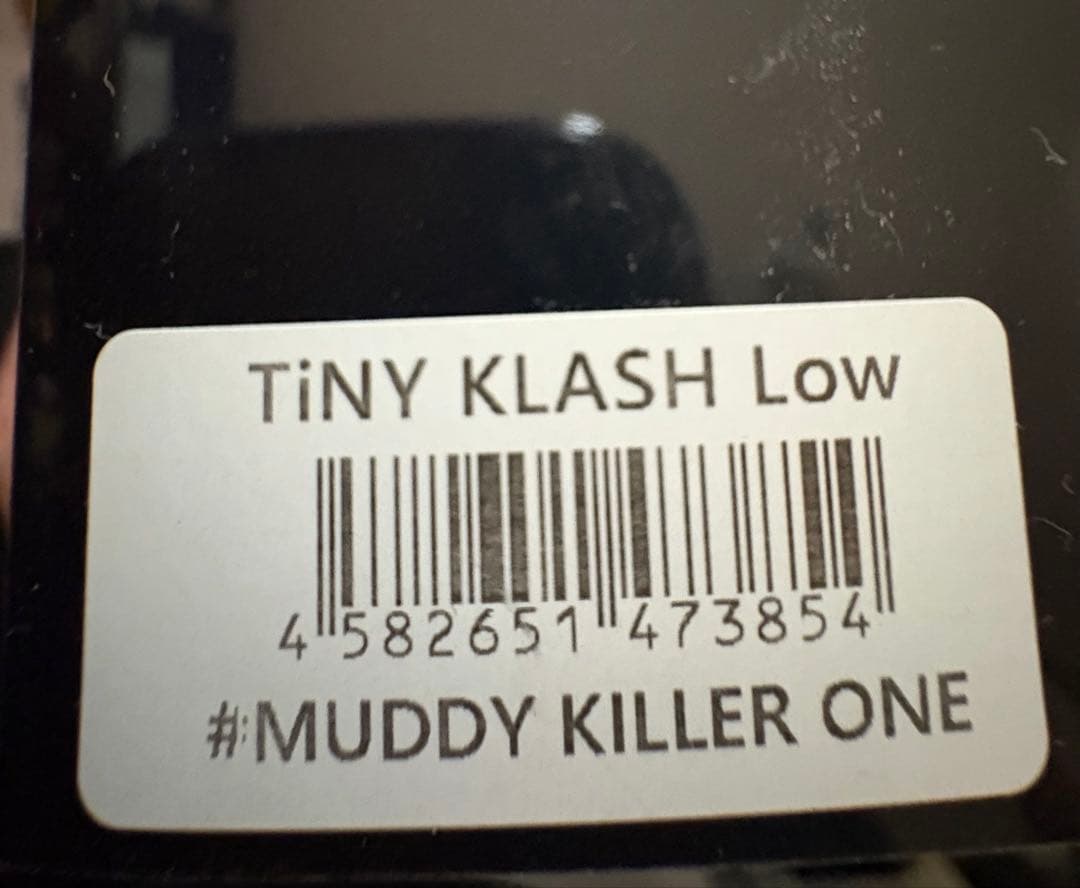 TiNY KLASH Low
4 582651 473854
#MUDDY KILLER ONE